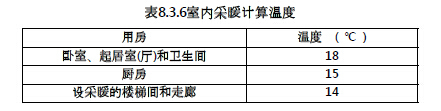 表8.3.6室内采暖计算温度
用房 温度 （℃）
卧室、起居室(厅)和卫生间 18
厨房 15
设采暖的楼梯间和走廊 14